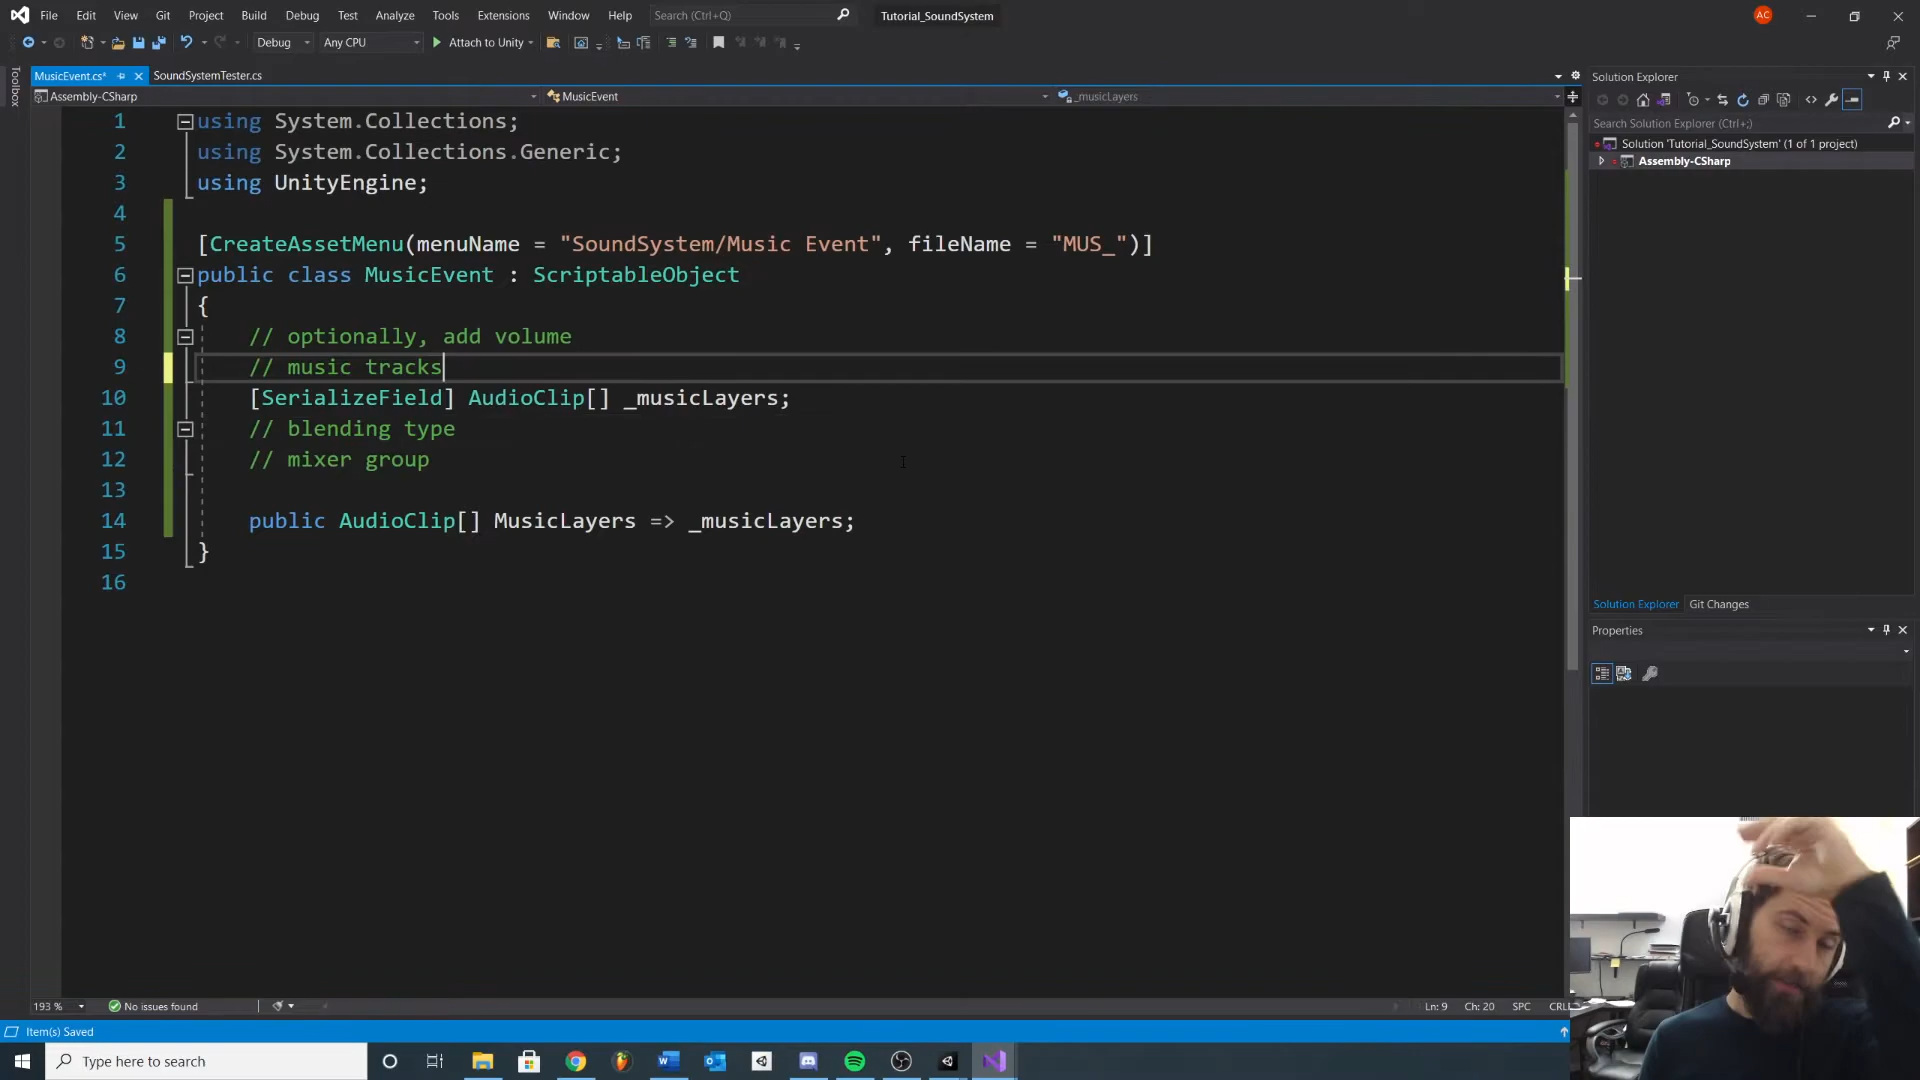 File Edit View Git Project Build Debug Test Analyze Tools Extensions Window Help Search (Ctrl+Q) Tutorial_SoundSystem AC
Debug Any CPU Attach to Unity
MusicEvent.cs* SoundSystemTester.cs
Assembly-CSharp MusicEvent _musicLayers
Toolbox
1 using System.Collections;
2 using System.Collections.Generic;
3 using UnityEngine;
4
5 [CreateAssetMenu(menuName = "SoundSystem/Music Event", fileName = "MUS_")]
6 public class MusicEvent : ScriptableObject
7 {
8 // optionally, add volume
9 // music tracks
10 [SerializeField] AudioClip[] _musicLayers;
11 // blending type
12 // mixer group
13
14 public AudioClip[] MusicLayers => _musicLayers;
15 }
16
Solution Explorer
Search Solution Explorer (Ctrl+;)
Solution 'Tutorial_SoundSystem' (1 of 1 project)
Assembly-CSharp
Solution Explorer Git Changes
Properties
193 % No issues found Ln: 9 Ch: 20 SPC CRL
Item(s) Saved
Type here to search